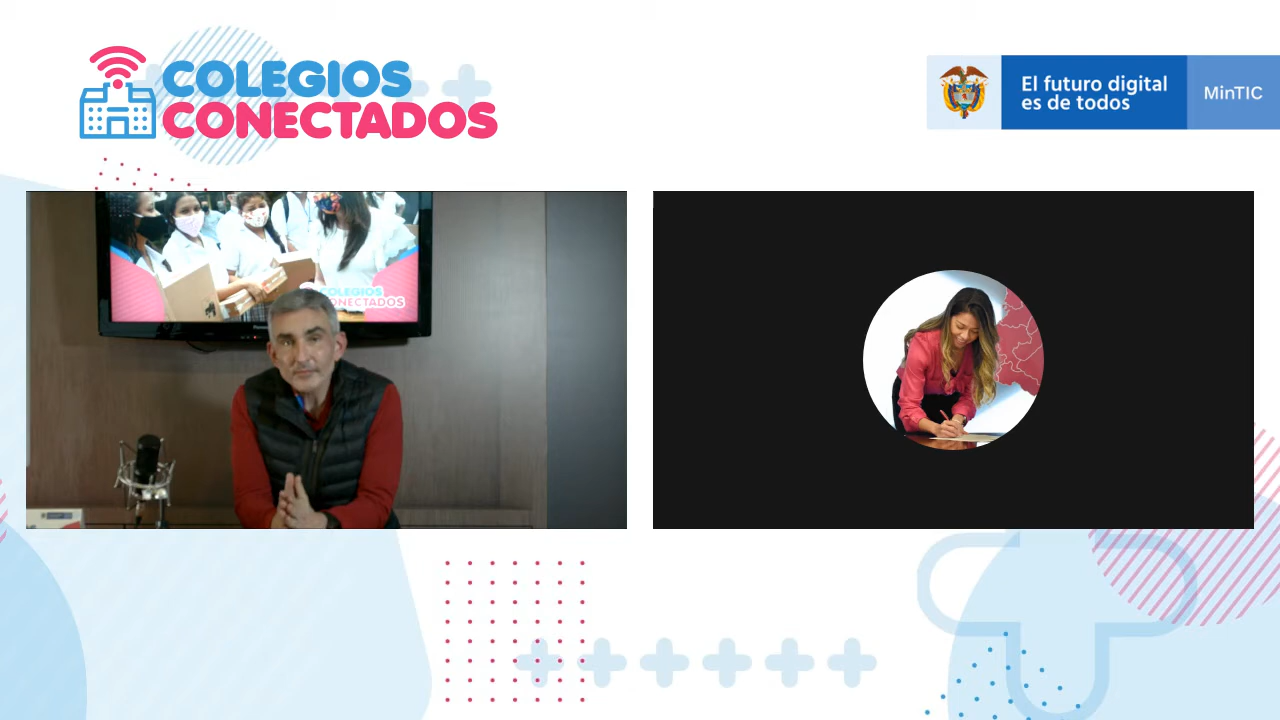 COLEGIOS
CONECTADOS
El futuro digital
es de todos
MinTIC
COLEGIOS
CONECTADOS